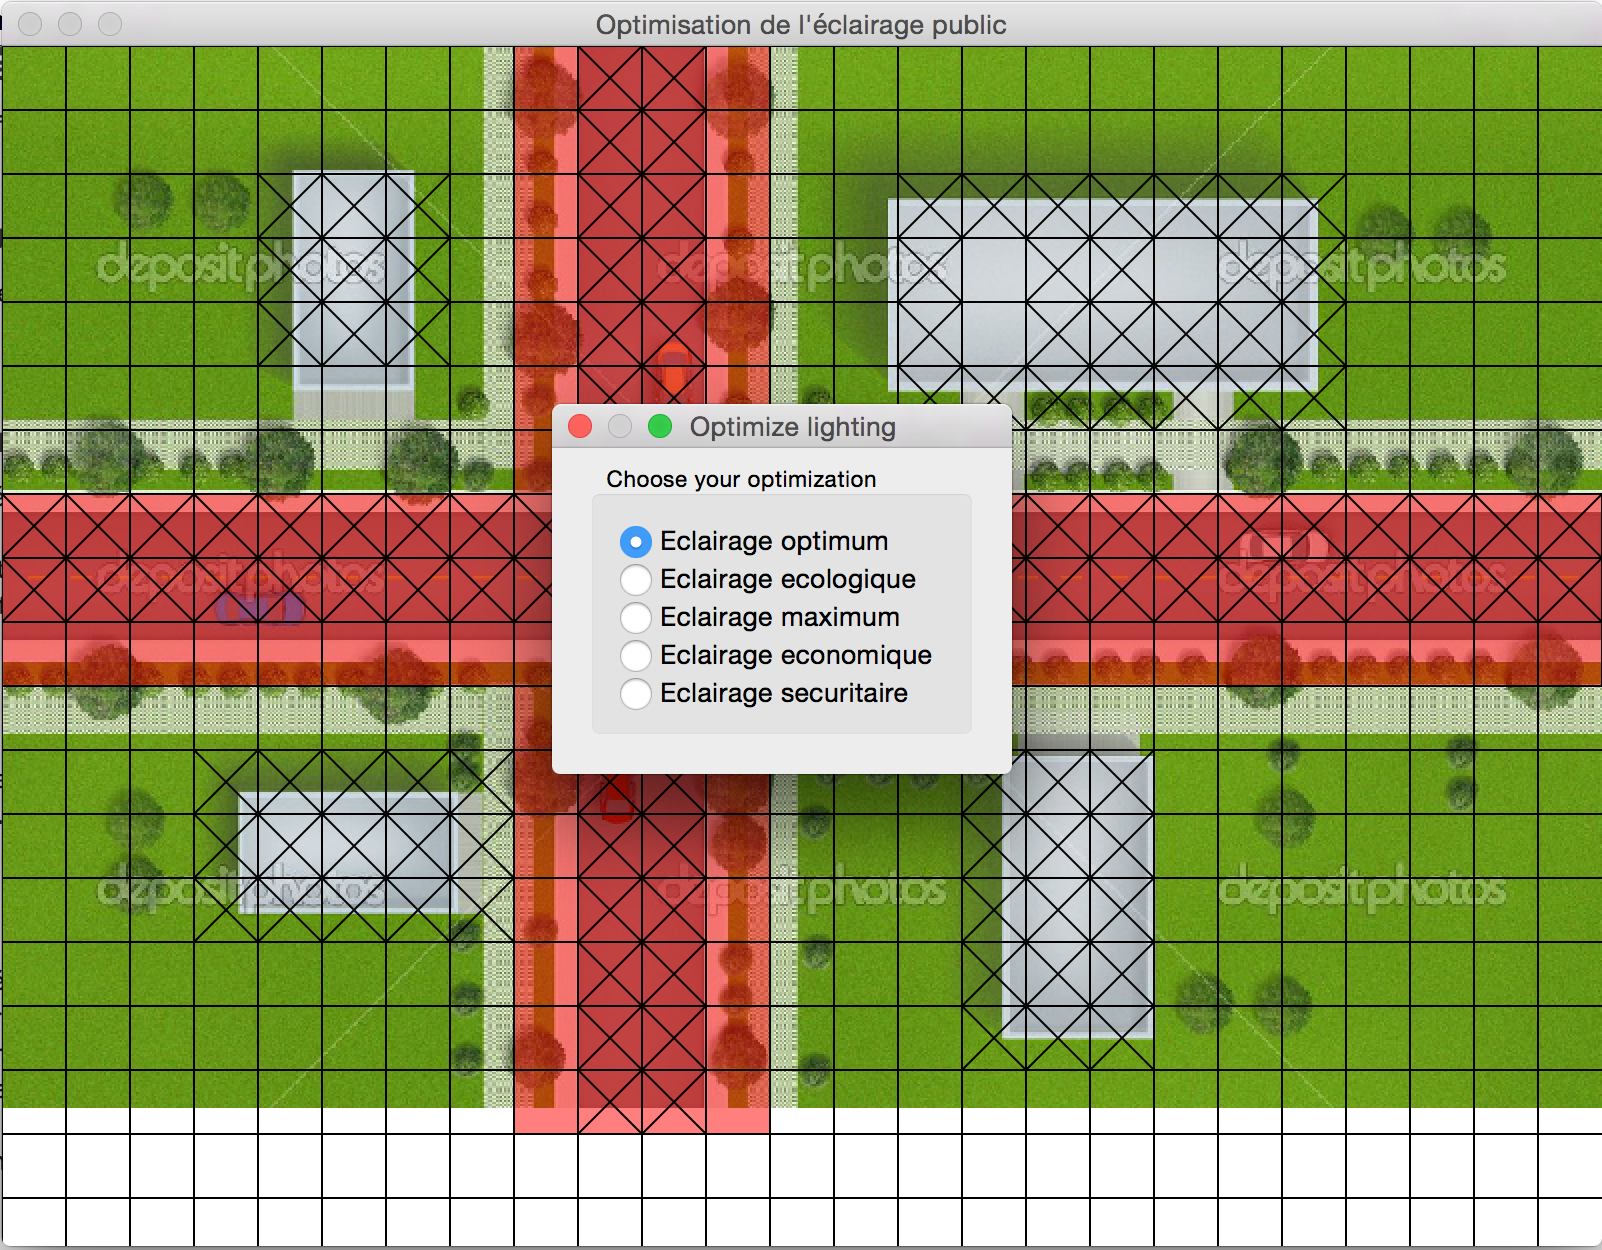 Optimisation de l'éclairage public
depositphotos
depositphotos
depositphotos
Optimize lighting
Choose your optimization
Eclairage optimum
Eclairage ecologique
Eclairage maximum
Eclairage economique
Eclairage securitaire
depositphotos
depositphotos
depositphotos
depositphotos
depositphotos